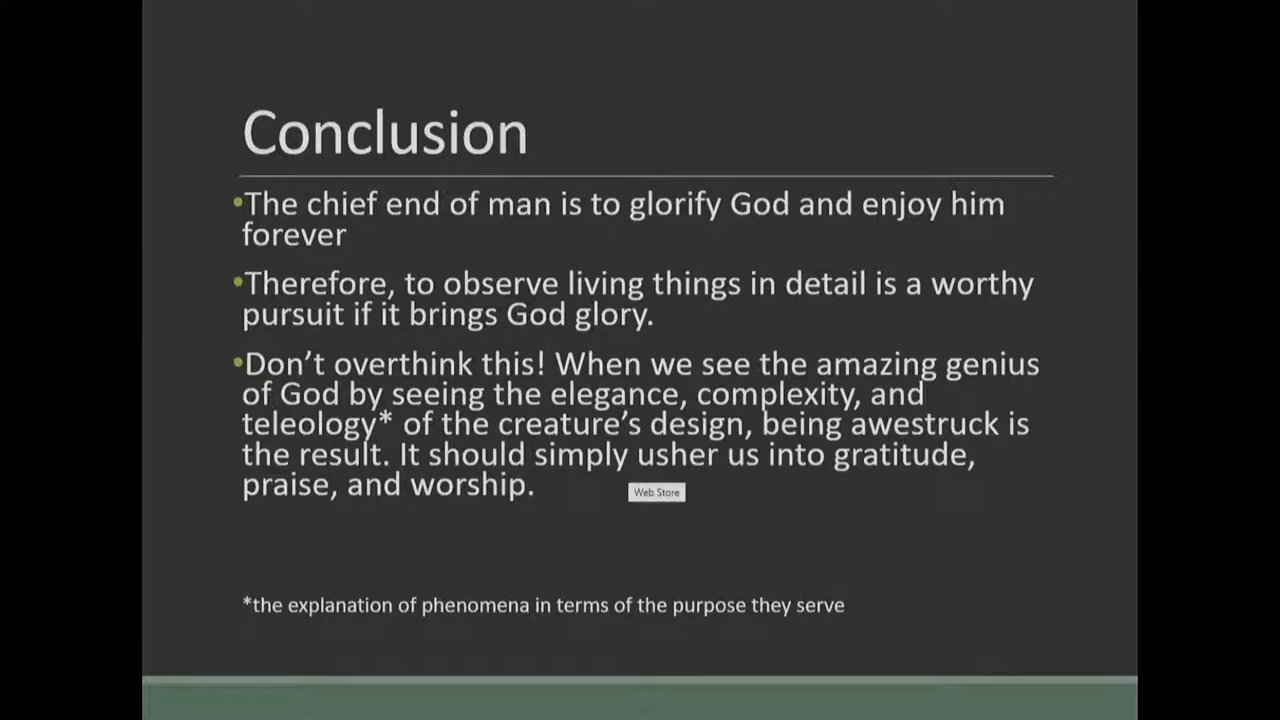 Conclusion
•The chief end of man is to glorify God and enjoy him
forever
•Therefore, to observe living things in detail is a worthy
pursuit if it brings God glory.
•Don’t overthink this! When we see the amazing genius
of God by seeing the elegance, complexity, and
teleology* of the creature’s design, being awestruck is
the result. It should simply usher us into gratitude,
praise, and worship.
Web Store
*the explanation of phenomena in terms of the purpose they serve